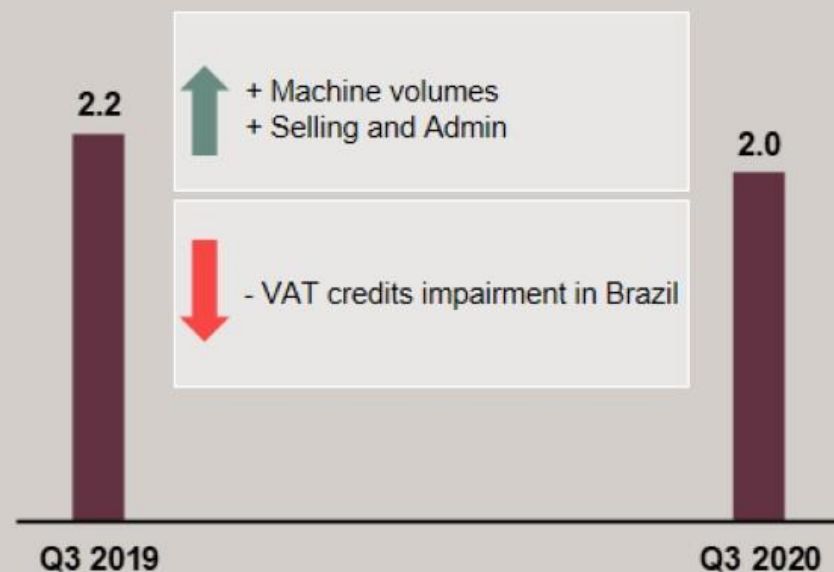 2.2
+ Machine volumes
+ Selling and Admin
2.0
- VAT credits impairment in Brazil
Q3 2019
Q3 2020